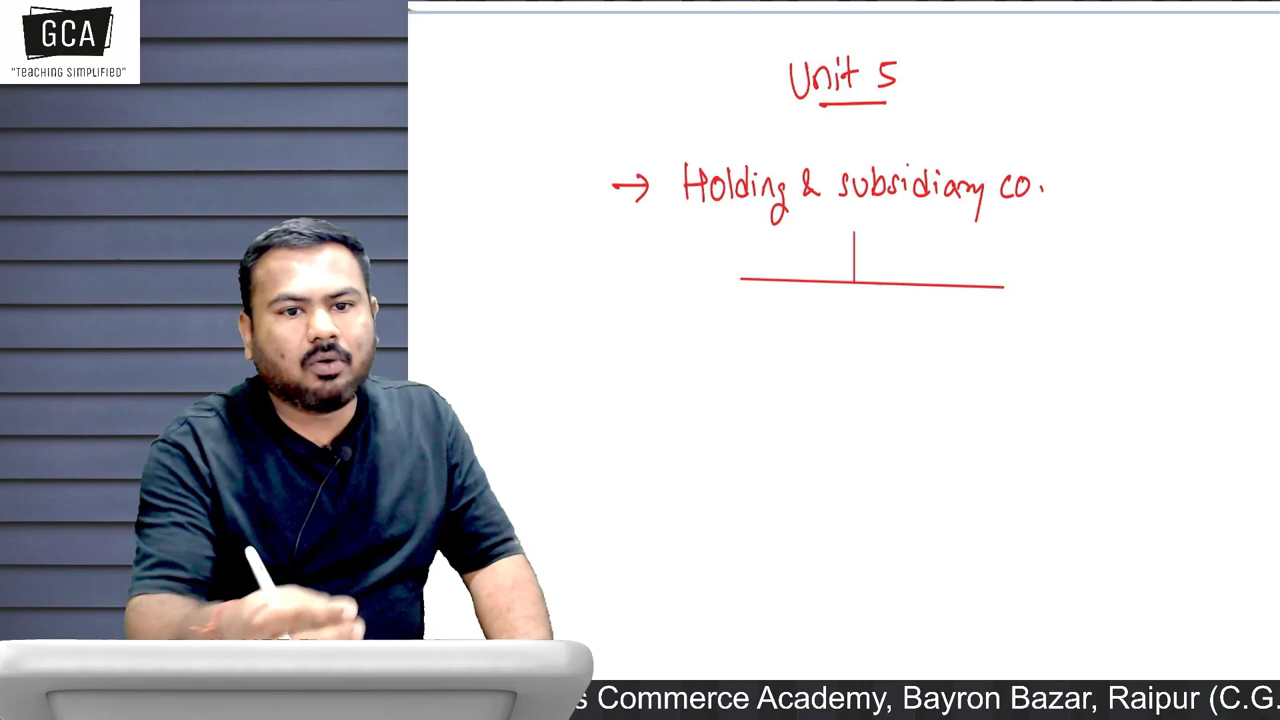 GCA
"TEACHING SIMPLIFIED"
Unit 5
→ Holding & subsidiary co.
s Commerce Academy, Bayron Bazar, Raipur (C.G.